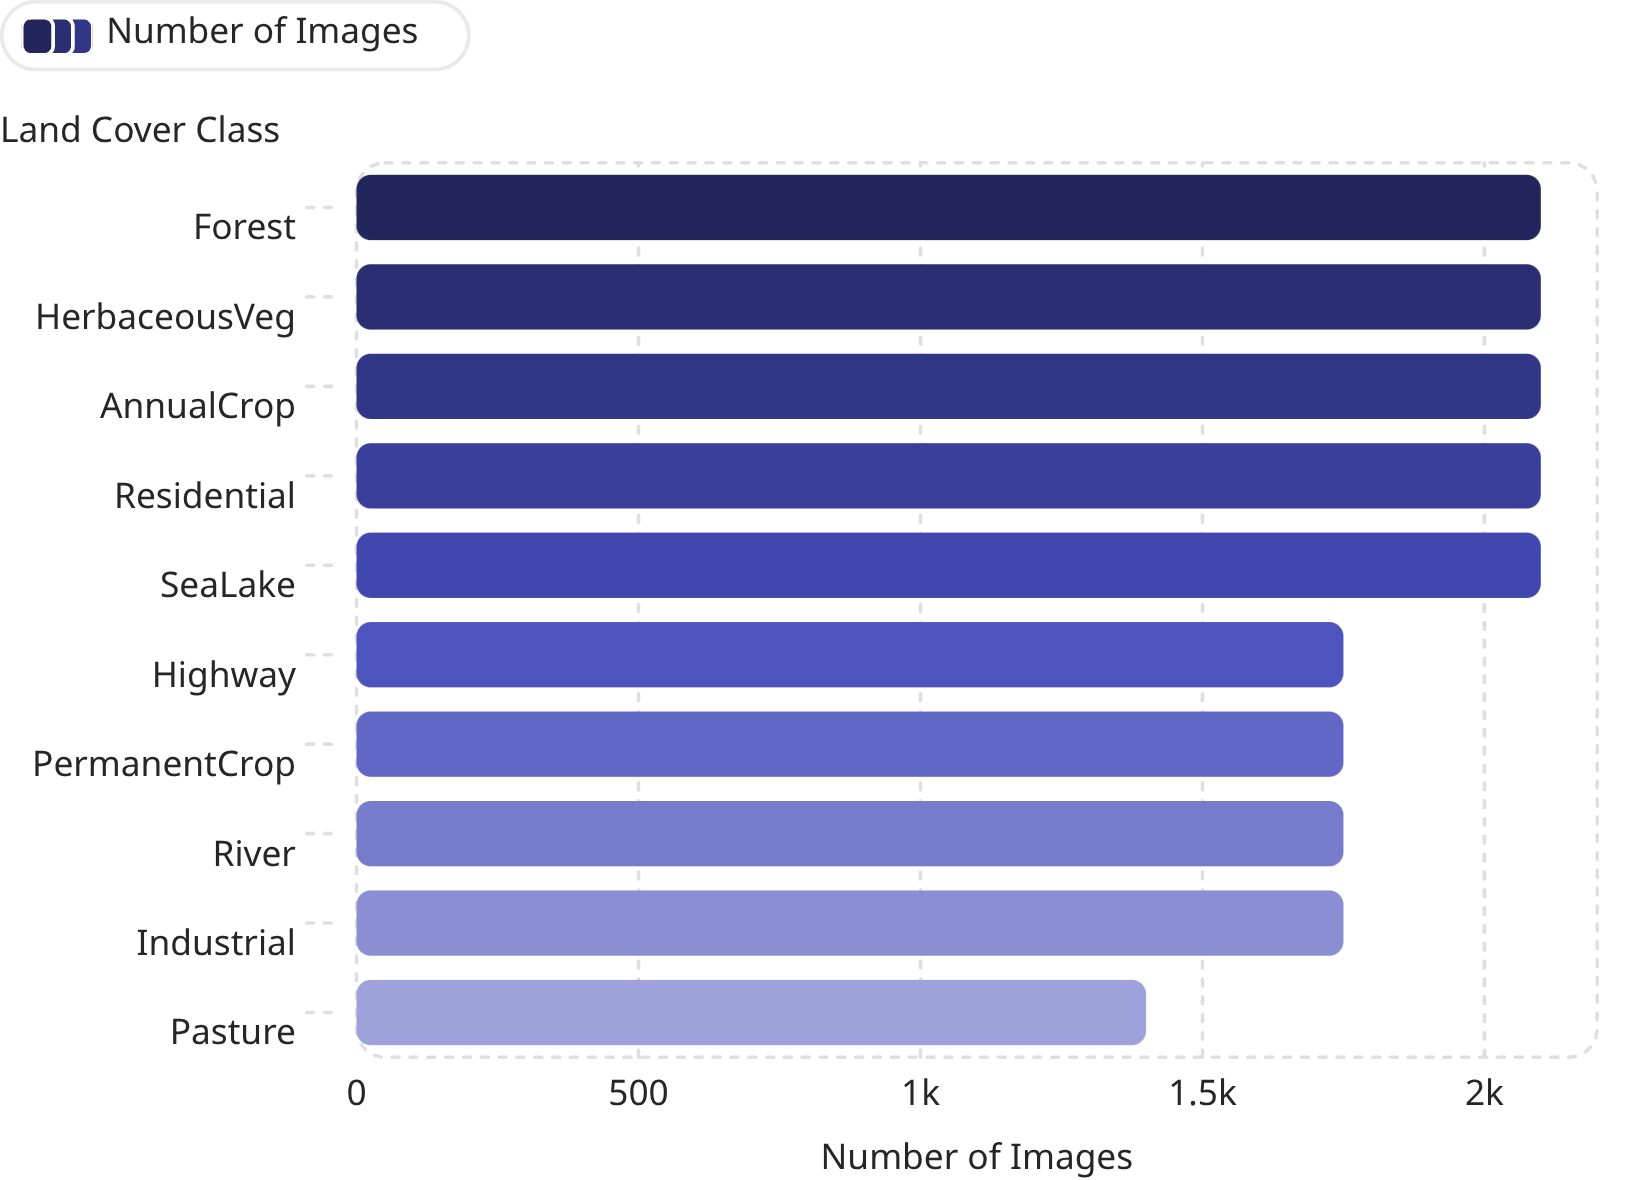 Number of Images
Land Cover Class
Forest
HerbaceousVeg
AnnualCrop
Residential
SeaLake
Highway
PermanentCrop
River
Industrial
Pasture
0 500 1k 1.5k 2k
Number of Images